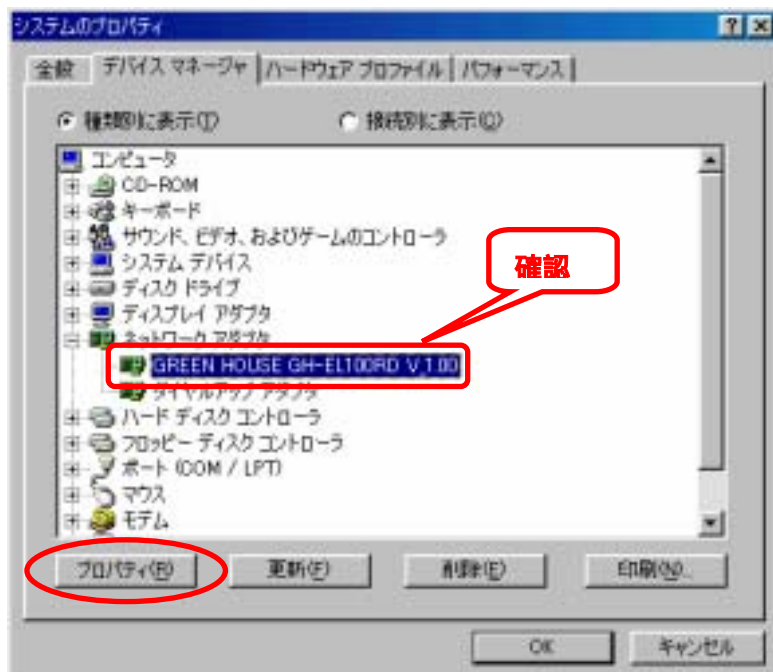 システムのプロパティ
全般 デバイス マネージャ ハードウェア プロファイル パフォーマンス
種類別に表示(T) 接続別に表示(C)
コンピュータ
CD-ROM
キーボード
サウンド、ビデオ、およびゲームのコントローラ
システム デバイス
確認
ディスク ドライブ
ディスプレイ アダプタ
ネットワーク アダプタ
GREEN HOUSE GH-EL100RD V_1.00
ダイヤルアップ アダプタ
ハード ディスク コントローラ
フロッピー ディスク コントローラ
ポート (COM / LPT)
マウス
モデム
プロパティ(R) 更新(F) 削除(E) 印刷(N)...
OK キャンセル